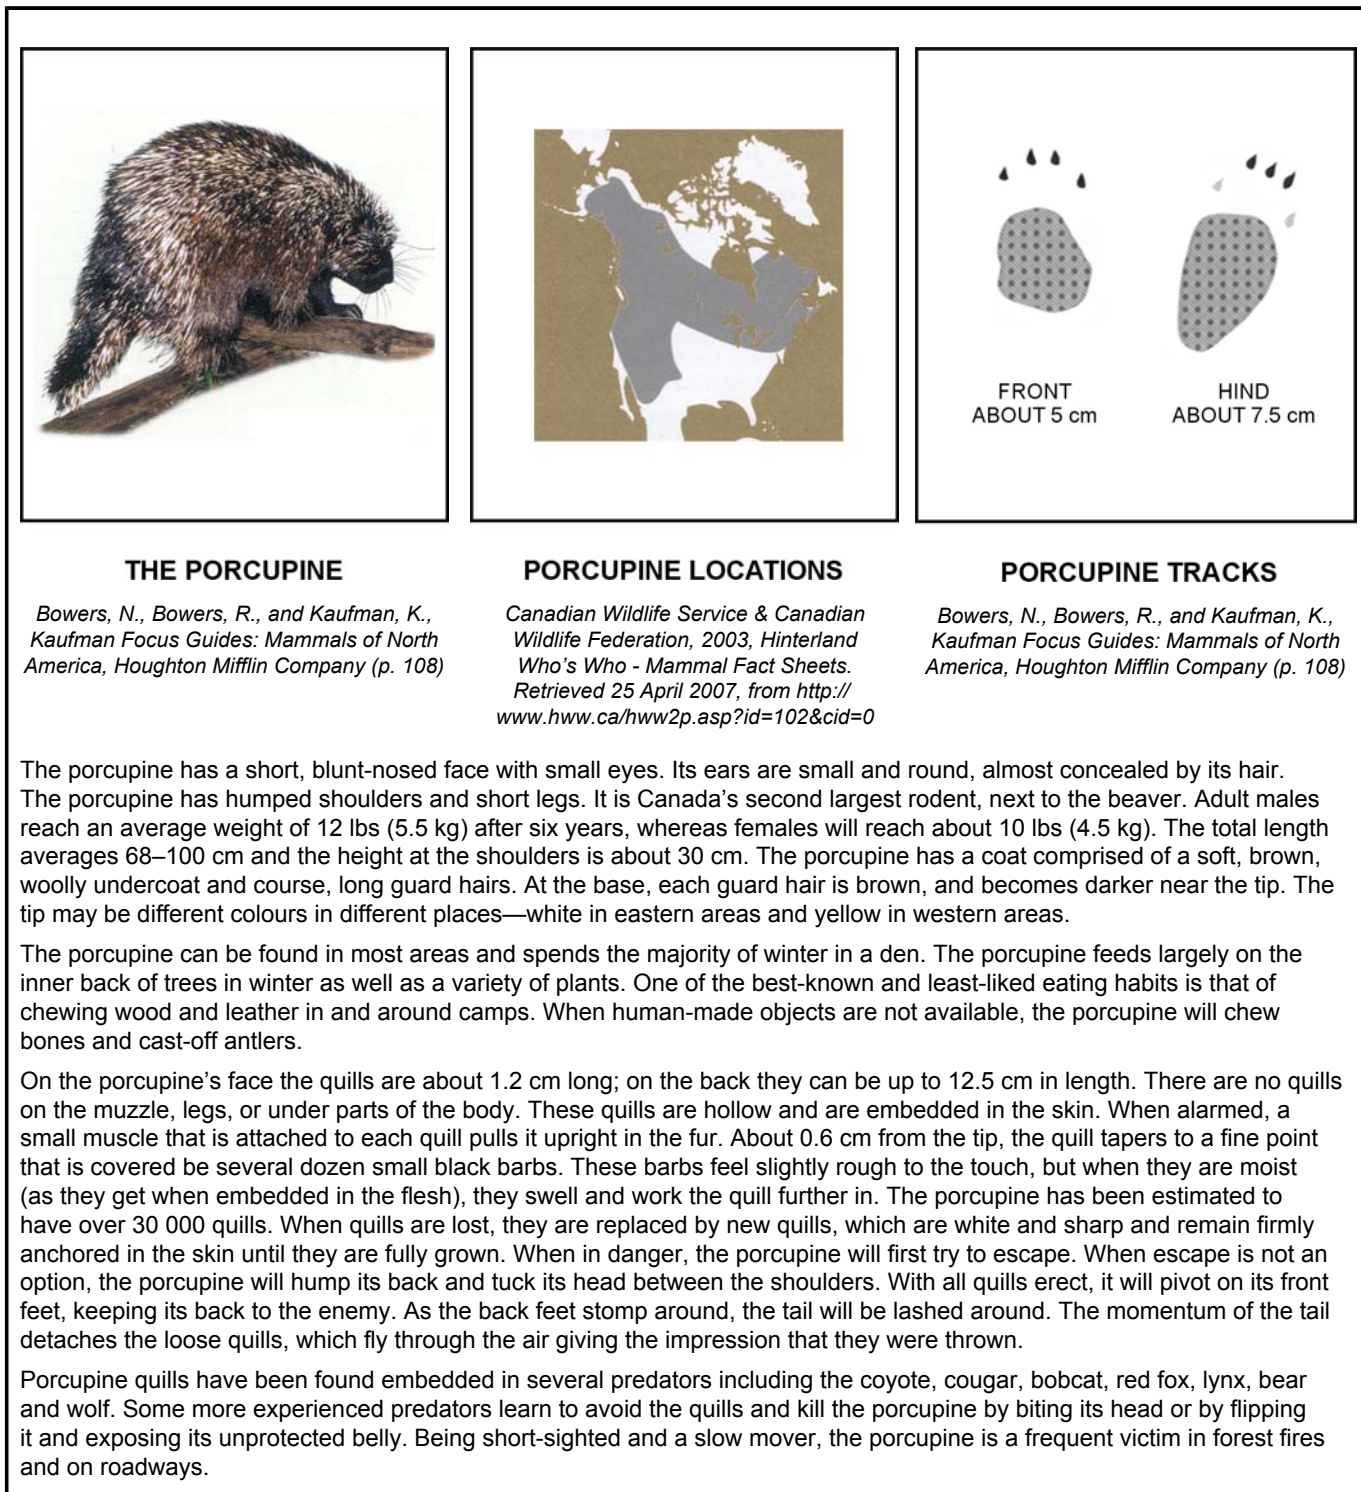 FRONT
ABOUT 5 cm
HIND
ABOUT 7.5 cm
THE PORCUPINE
Bowers, N., Bowers, R., and Kaufman, K.,
Kaufman Focus Guides: Mammals of North
America, Houghton Mifflin Company (p. 108)
PORCUPINE LOCATIONS
Canadian Wildlife Service & Canadian
Wildlife Federation, 2003, Hinterland
Who's Who - Mammal Fact Sheets.
Retrieved 25 April 2007, from http://
www.hww.ca/hww2p.asp?id=102&cid=0
PORCUPINE TRACKS
Bowers, N., Bowers, R., and Kaufman, K.,
Kaufman Focus Guides: Mammals of North
America, Houghton Mifflin Company (p. 108)
The porcupine has a short, blunt-nosed face with small eyes. Its ears are small and round, almost concealed by its hair.
The porcupine has humped shoulders and short legs. It is Canada's second largest rodent, next to the beaver. Adult males
reach an average weight of 12 lbs (5.5 kg) after six years, whereas females will reach about 10 lbs (4.5 kg). The total length
averages 68–100 cm and the height at the shoulders is about 30 cm. The porcupine has a coat comprised of a soft, brown,
woolly undercoat and course, long guard hairs. At the base, each guard hair is brown, and becomes darker near the tip. The
tip may be different colours in different places—white in eastern areas and yellow in western areas.
The porcupine can be found in most areas and spends the majority of winter in a den. The porcupine feeds largely on the
inner back of trees in winter as well as a variety of plants. One of the best-known and least-liked eating habits is that of
chewing wood and leather in and around camps. When human-made objects are not available, the porcupine will chew
bones and cast-off antlers.
On the porcupine's face the quills are about 1.2 cm long; on the back they can be up to 12.5 cm in length. There are no quills
on the muzzle, legs, or under parts of the body. These quills are hollow and are embedded in the skin. When alarmed, a
small muscle that is attached to each quill pulls it upright in the fur. About 0.6 cm from the tip, the quill tapers to a fine point
that is covered be several dozen small black barbs. These barbs feel slightly rough to the touch, but when they are moist
(as they get when embedded in the flesh), they swell and work the quill further in. The porcupine has been estimated to
have over 30 000 quills. When quills are lost, they are replaced by new quills, which are white and sharp and remain firmly
anchored in the skin until they are fully grown. When in danger, the porcupine will first try to escape. When escape is not an
option, the porcupine will hump its back and tuck its head between the shoulders. With all quills erect, it will pivot on its front
feet, keeping its back to the enemy. As the back feet stomp around, the tail will be lashed around. The momentum of the tail
detaches the loose quills, which fly through the air giving the impression that they were thrown.
Porcupine quills have been found embedded in several predators including the coyote, cougar, bobcat, red fox, lynx, bear
and wolf. Some more experienced predators learn to avoid the quills and kill the porcupine by biting its head or by flipping
it and exposing its unprotected belly. Being short-sighted and a slow mover, the porcupine is a frequent victim in forest fires
and on roadways.